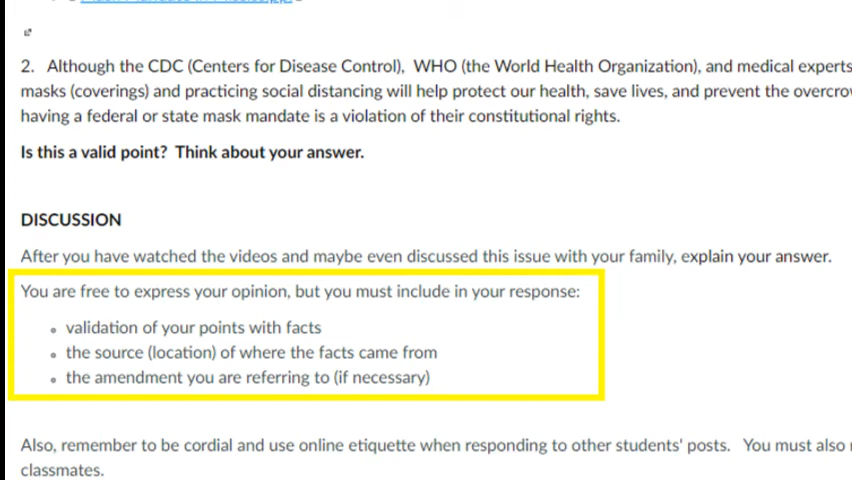 2. Although the CDC (Centers for Disease Control), WHO (the World Health Organization), and medical experts
masks (coverings) and practicing social distancing will help protect our health, save lives, and prevent the
having a federal or state mask mandate is a violation of their constitutional rights.
Is this a valid point? Think about your answer.
DISCUSSION
After you have watched the videos and maybe even discussed this issue with your family, explain your answer.
You are free to express your opinion, but you must include in your response:
• validation of your points with facts
• the source (location) of where the facts came from
• the amendment you are referring to (if necessary)
Also, remember to be cordial and use online etiquette when responding to other students' posts. You must also
classmates.